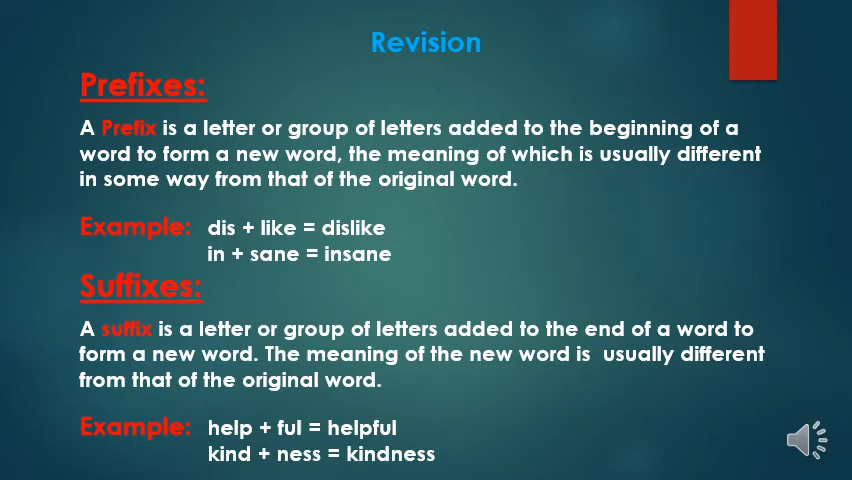 Revision
Prefixes:
A Prefix is a letter or group of letters added to the beginning of a
word to form a new word, the meaning of which is usually different
in some way from that of the original word.
Example: dis + like = dislike
in + sane = insane
Suffixes:
A suffix is a letter or group of letters added to the end of a word to
form a new word. The meaning of the new word is  usually different
from that of the original word.
Example: help + ful = helpful
kind + ness = kindness